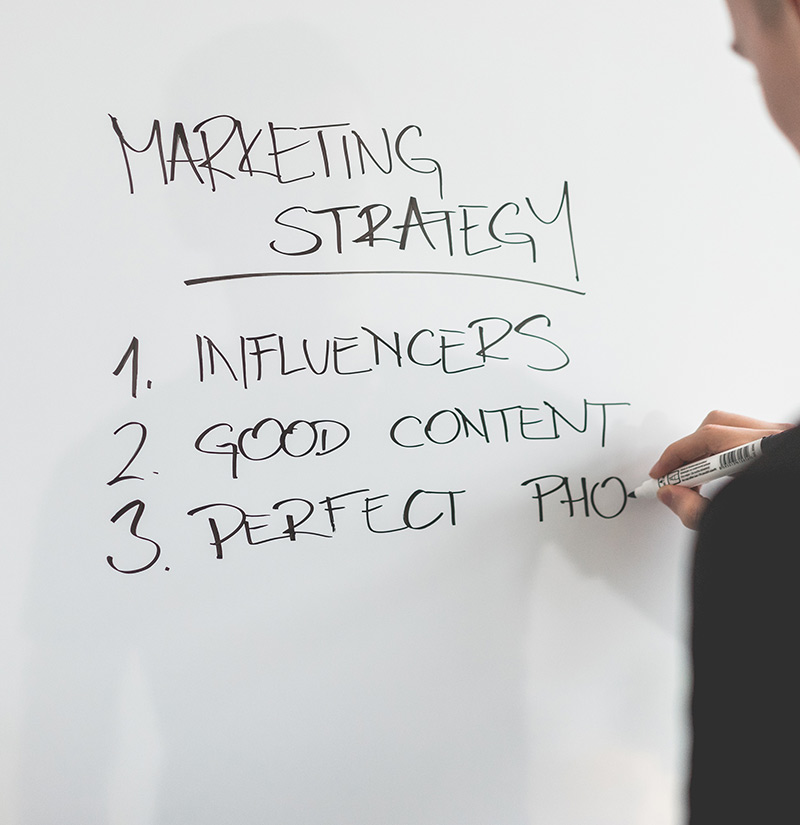 MARKETING
STRATEGY
1. INFLUENCERS
2. GOOD CONTENT
3. PERFECT PHO